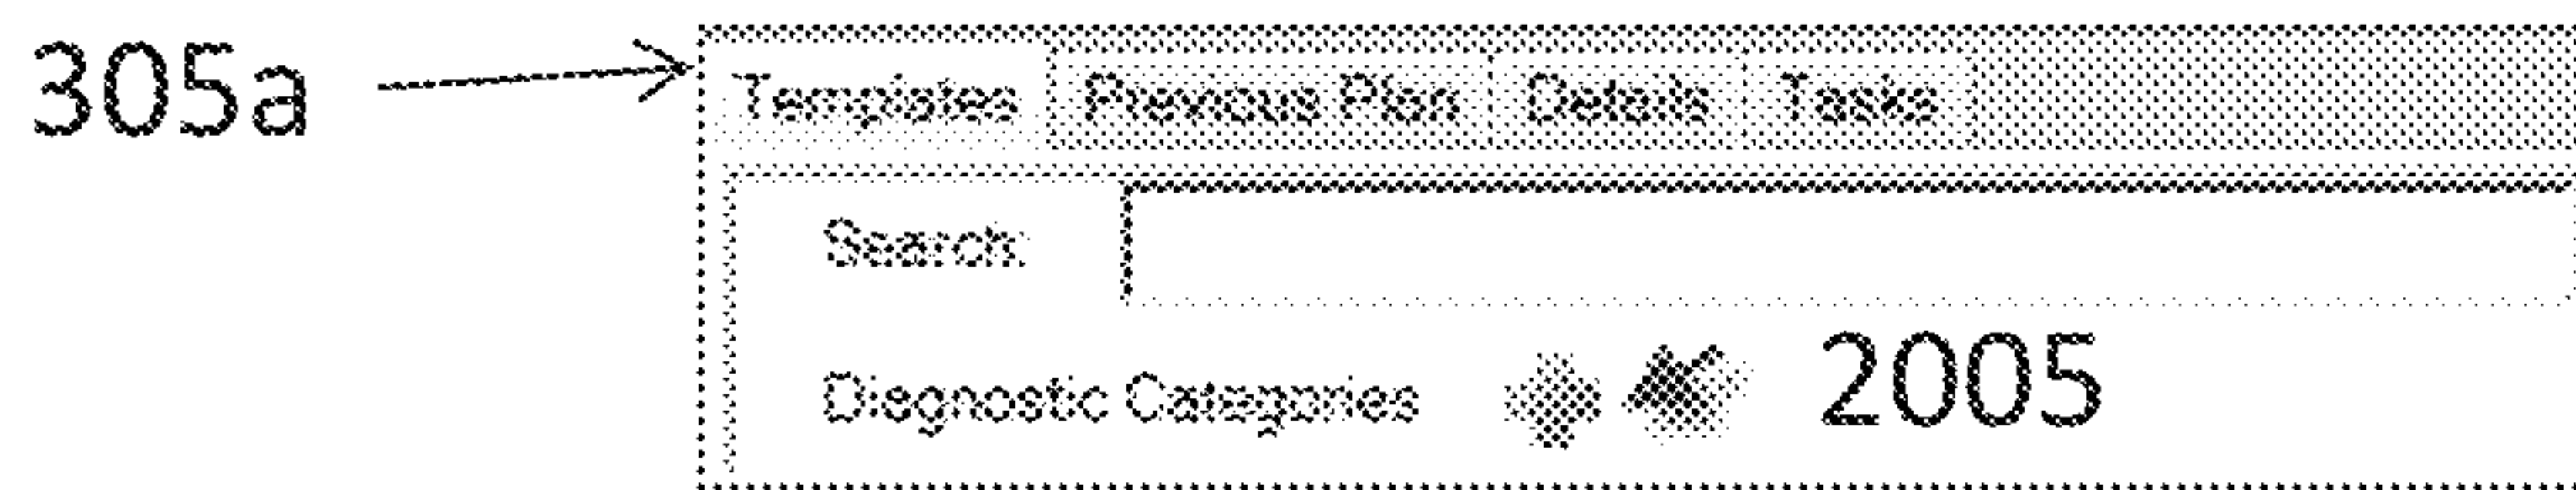 305a
Templates Previous Plan Details Tasks
Search:
Diagnostic Categories 2005